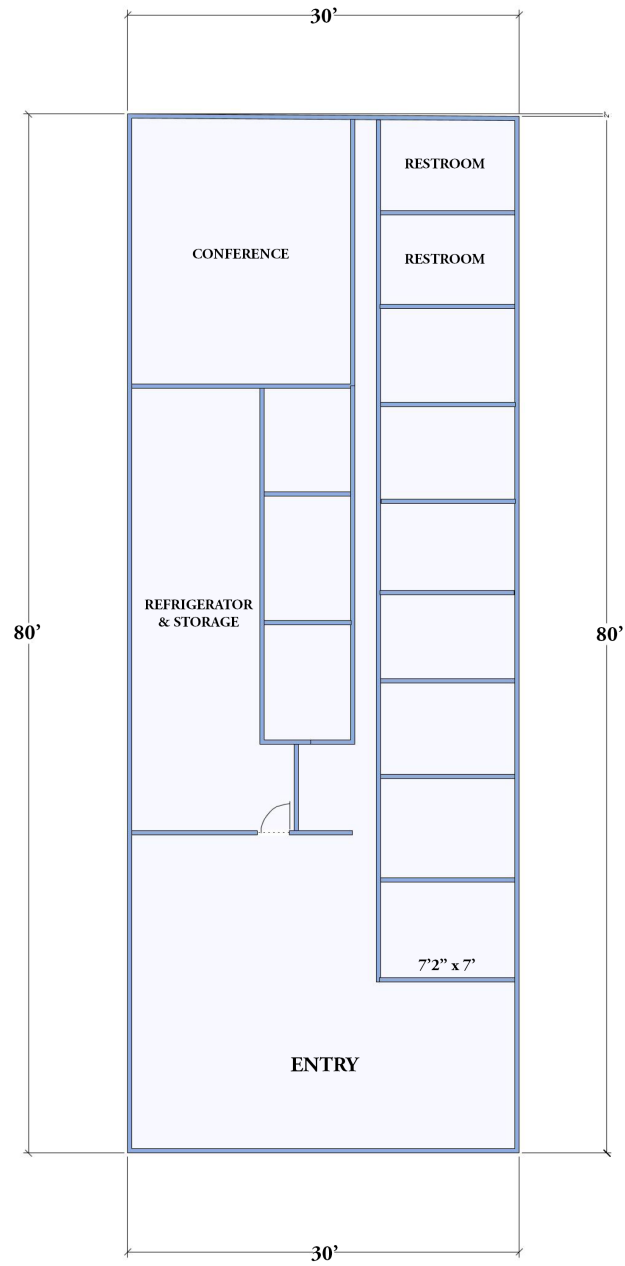 30’
RESTROOM
CONFERENCE
RESTROOM
REFRIGERATOR
& STORAGE
80’
80’
7’2” x 7’
ENTRY
30’